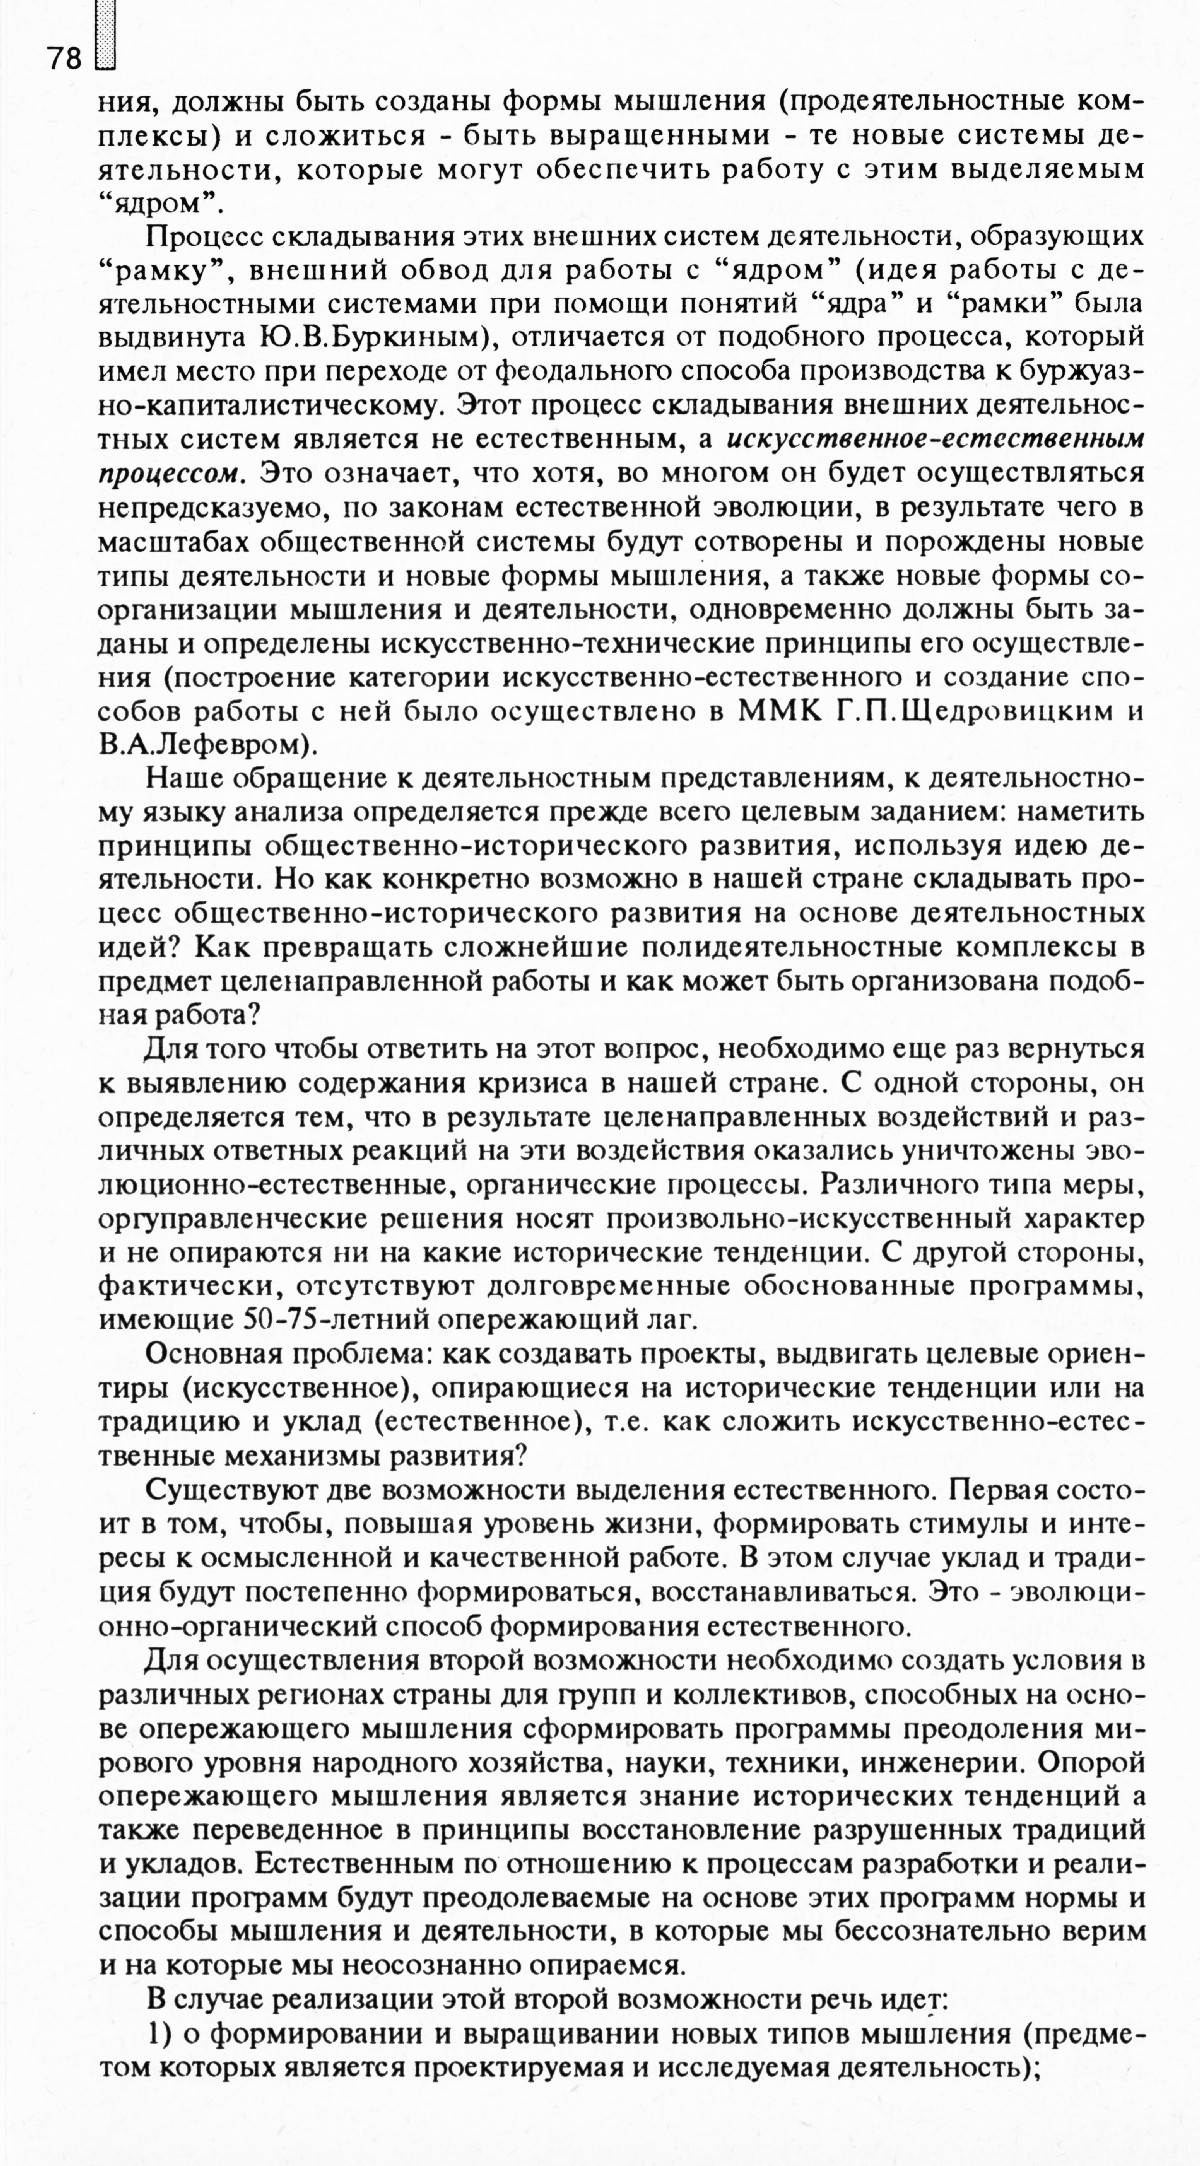 78
ния, должны быть созданы формы мышления (продеятельностные ком-
плексы) и сложиться - быть выращенными - те новые системы де-
ятельности, которые могут обеспечить работу с этим выделяемым
“ядром”.
Процесс складывания этих внешних систем деятельности, образующих
“рамку”, внешний обвод для работы с “ядром” (идея работы с де-
ятельностными системами при помощи понятий “ядра” и “рамки” была
выдвинута Ю.В.Буркиным), отличается от подобного процесса, который
имел место при переходе от феодального способа производства к буржуаз-
но-капиталистическому. Этот процесс складывания внешних деятельнос-
тных систем является не естественным, а искусственное-естественным
процессом. Это означает, что хотя, во многом он будет осуществляться
непредсказуемо, по законам естественной эволюции, в результате чего в
масштабах общественной системы будут сотворены и порождены новые
типы деятельности и новые формы мышления, а также новые формы со-
организации мышления и деятельности, одновременно должны быть за-
даны и определены искусственно-технические принципы его осуществле-
ния (построение категории искусственно-естественного и создание спо-
собов работы с ней было осуществлено в ММК Г.П.Щедровицким и
В.А.Лефевром).
Наше обращение к деятельностным представлениям, к деятельностно-
му языку анализа определяется прежде всего целевым заданием: наметить
принципы общественно-исторического развития, используя идею де-
ятельности. Но как конкретно возможно в нашей стране складывать про-
цесс общественно-исторического развития на основе деятельностных
идей? Как превращать сложнейшие полидеятельностные комплексы в
предмет целенаправленной работы и как может быть организована подоб-
ная работа?
Для того чтобы ответить на этот вопрос, необходимо еще раз вернуться
к выявлению содержания кризиса в нашей стране. С одной стороны, он
определяется тем, что в результате целенаправленных воздействий и раз-
личных ответных реакций на эти воздействия оказались уничтожены эво-
люционно-естественные, органические процессы. Различного типа меры,
оргуправленческие решения носят произвольно-искусственный характер
и не опираются ни на какие исторические тенденции. С другой стороны,
фактически, отсутствуют долговременные обоснованные программы,
имеющие 50-75-летний опережающий лаг.
Основная проблема: как создавать проекты, выдвигать целевые ориен-
тиры (искусственное), опирающиеся на исторические тенденции или на
традицию и уклад (естественное), т.е. как сложить искусственно-естес-
твенные механизмы развития?
Существуют две возможности выделения естественного. Первая состо-
ит в том, чтобы, повышая уровень жизни, формировать стимулы и инте-
ресы к осмысленной и качественной работе. В этом случае уклад и тради-
ция будут постепенно формироваться, восстанавливаться. Это - эволюци-
онно-органический способ формирования естественного.
Для осуществления второй возможности необходимо создать условия в
различных регионах страны для групп и коллективов, способных на осно-
ве опережающего мышления сформировать программы преодоления ми-
рового уровня народного хозяйства, науки, техники, инженерии. Опорой
опережающего мышления является знание исторических тенденций а
также переведенное в принципы восстановление разрушенных традиций
и укладов. Естественным по отношению к процессам разработки и реали-
зации программ будут преодолеваемые на основе этих программ нормы и
способы мышления и деятельности, в которые мы бессознательно верим
и на которые мы неосознанно опираемся.
В случае реализации этой второй возможности речь идет:
1) о формировании и выращивании новых типов мышления (предме-
том которых является проектируемая и исследуемая деятельность);